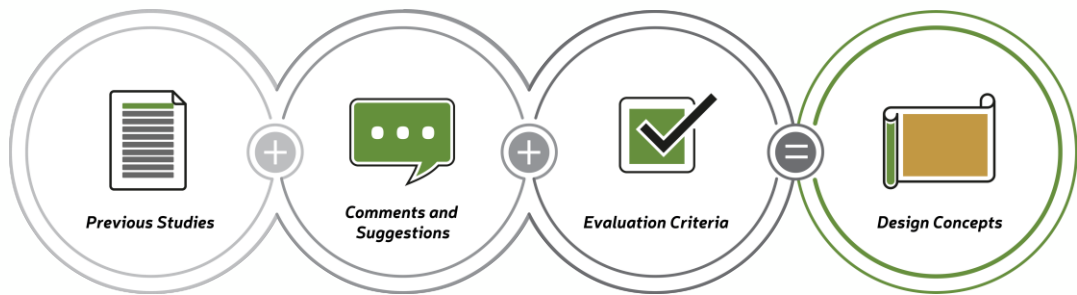 Previous Studies
+
Comments and
Suggestions
+
Evaluation Criteria
=
Design Concepts